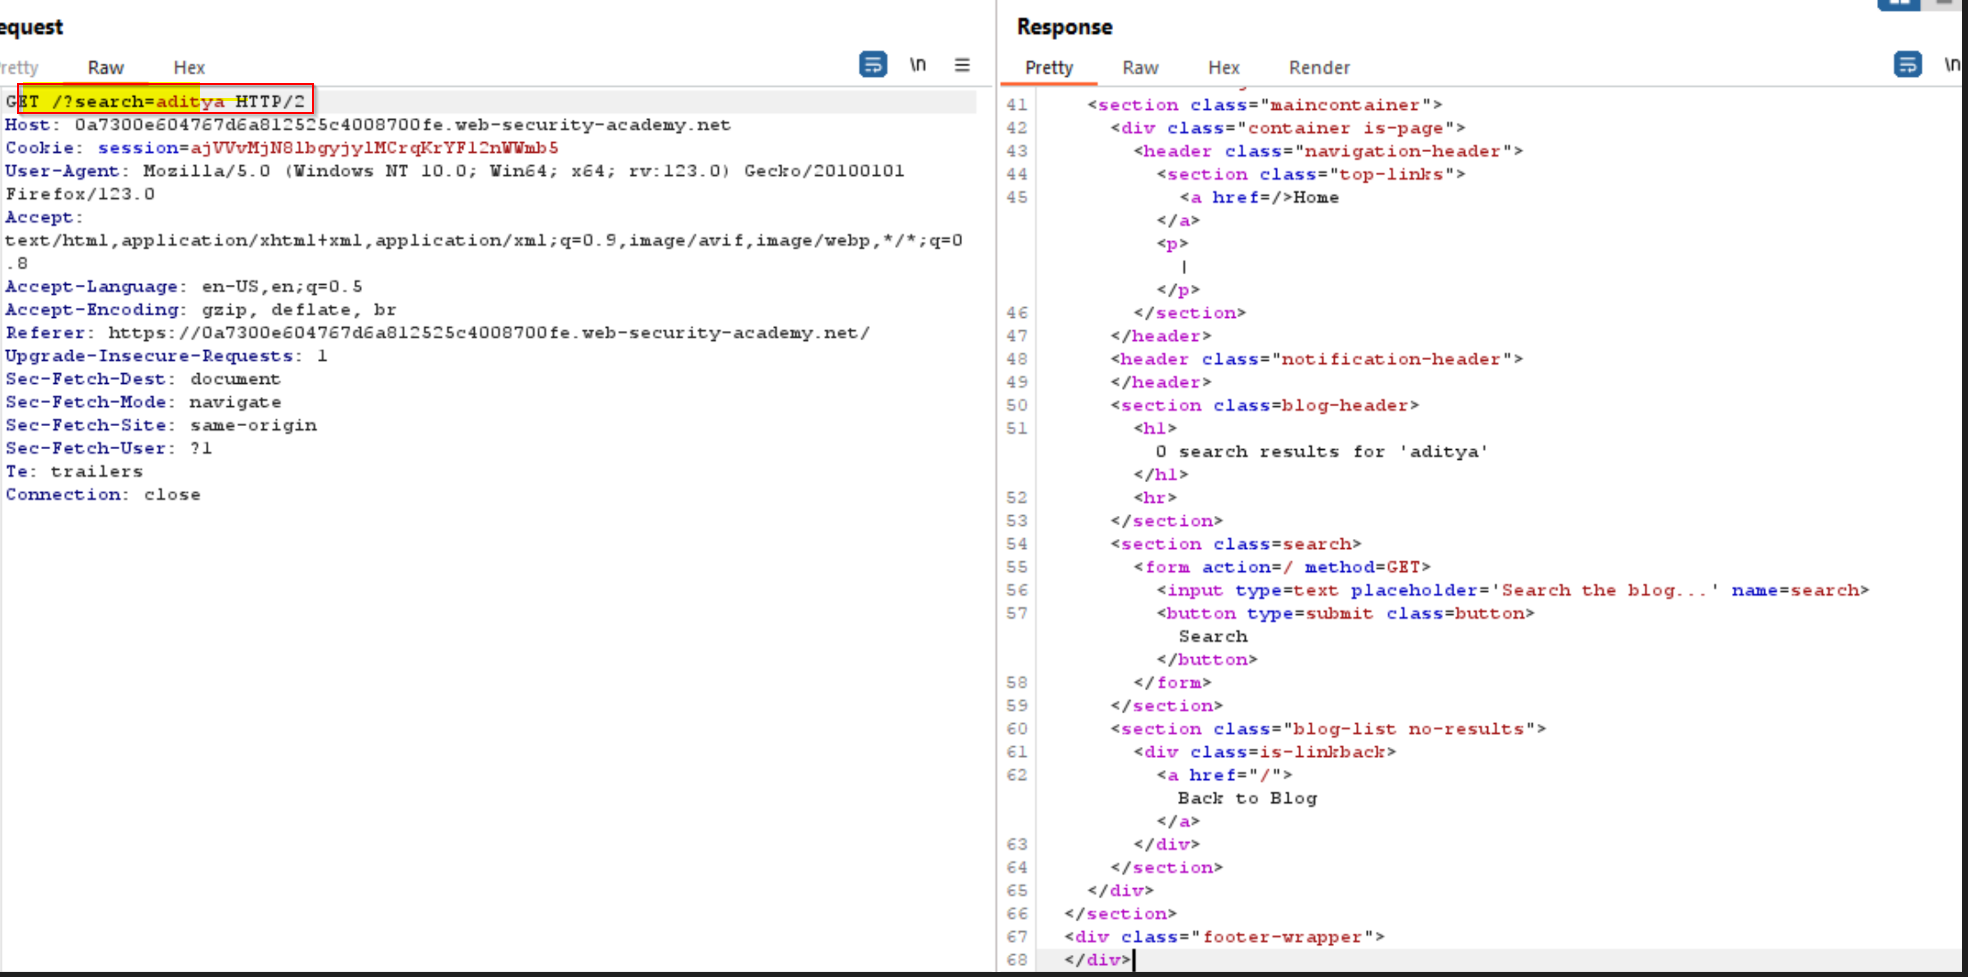 equest
retty Raw Hex
\n
GET /?search=aditya HTTP/2
Host: 0a7300e604767d6a812525c4008700fe.web-security-academy.net
Cookie: session=ajVVvMjN81bgyjylMCrqKrYF12nWWmb5
User-Agent: Mozilla/5.0 (Windows NT 10.0; Win64; x64; rv:123.0) Gecko/20100101
Firefox/123.0
Accept:
text/html,application/xhtml+xml,application/xml;q=0.9,image/avif,image/webp,*/*;q=0
.8
Accept-Language: en-US,en;q=0.5
Accept-Encoding: gzip, deflate, br
Referer: https://0a7300e604767d6a812525c4008700fe.web-security-academy.net/
Upgrade-Insecure-Requests: 1
Sec-Fetch-Dest: document
Sec-Fetch-Mode: navigate
Sec-Fetch-Site: same-origin
Sec-Fetch-User: ?1
Te: trailers
Connection: close
Response
Pretty Raw Hex Render
\n
41 <section class="maincontainer">
42 <div class="container is-page">
43 <header class="navigation-header">
44 <section class="top-links">
45 <a href=/>Home
</a>
<p>
|
</p>
46 </section>
47 </header>
48 <header class="notification-header">
49 </header>
50 <section class=blog-header>
51 <h1>
0 search results for 'aditya'
</h1>
52 <hr>
53 </section>
54 <section class=search>
55 <form action=/ method=GET>
56 <input type=text placeholder='Search the blog...' name=search>
57 <button type=submit class=button>
Search
</button>
58 </form>
59 </section>
60 <section class="blog-list no-results">
61 <div class=is-linkback>
62 <a href="/">
Back to Blog
</a>
63 </div>
64 </section>
65 </div>
66 </section>
67 <div class="footer-wrapper">
68 </div>